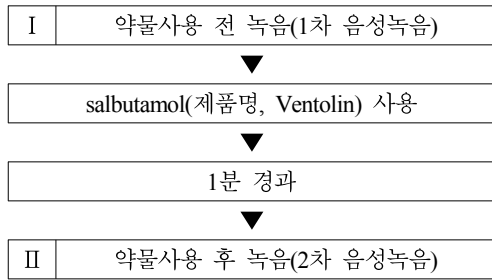 Ⅰ 약물사용 전 녹음(1차 음성녹음)
salbutamol(제품명, Ventolin) 사용
1분 경과
Ⅱ 약물사용 후 녹음(2차 음성녹음)